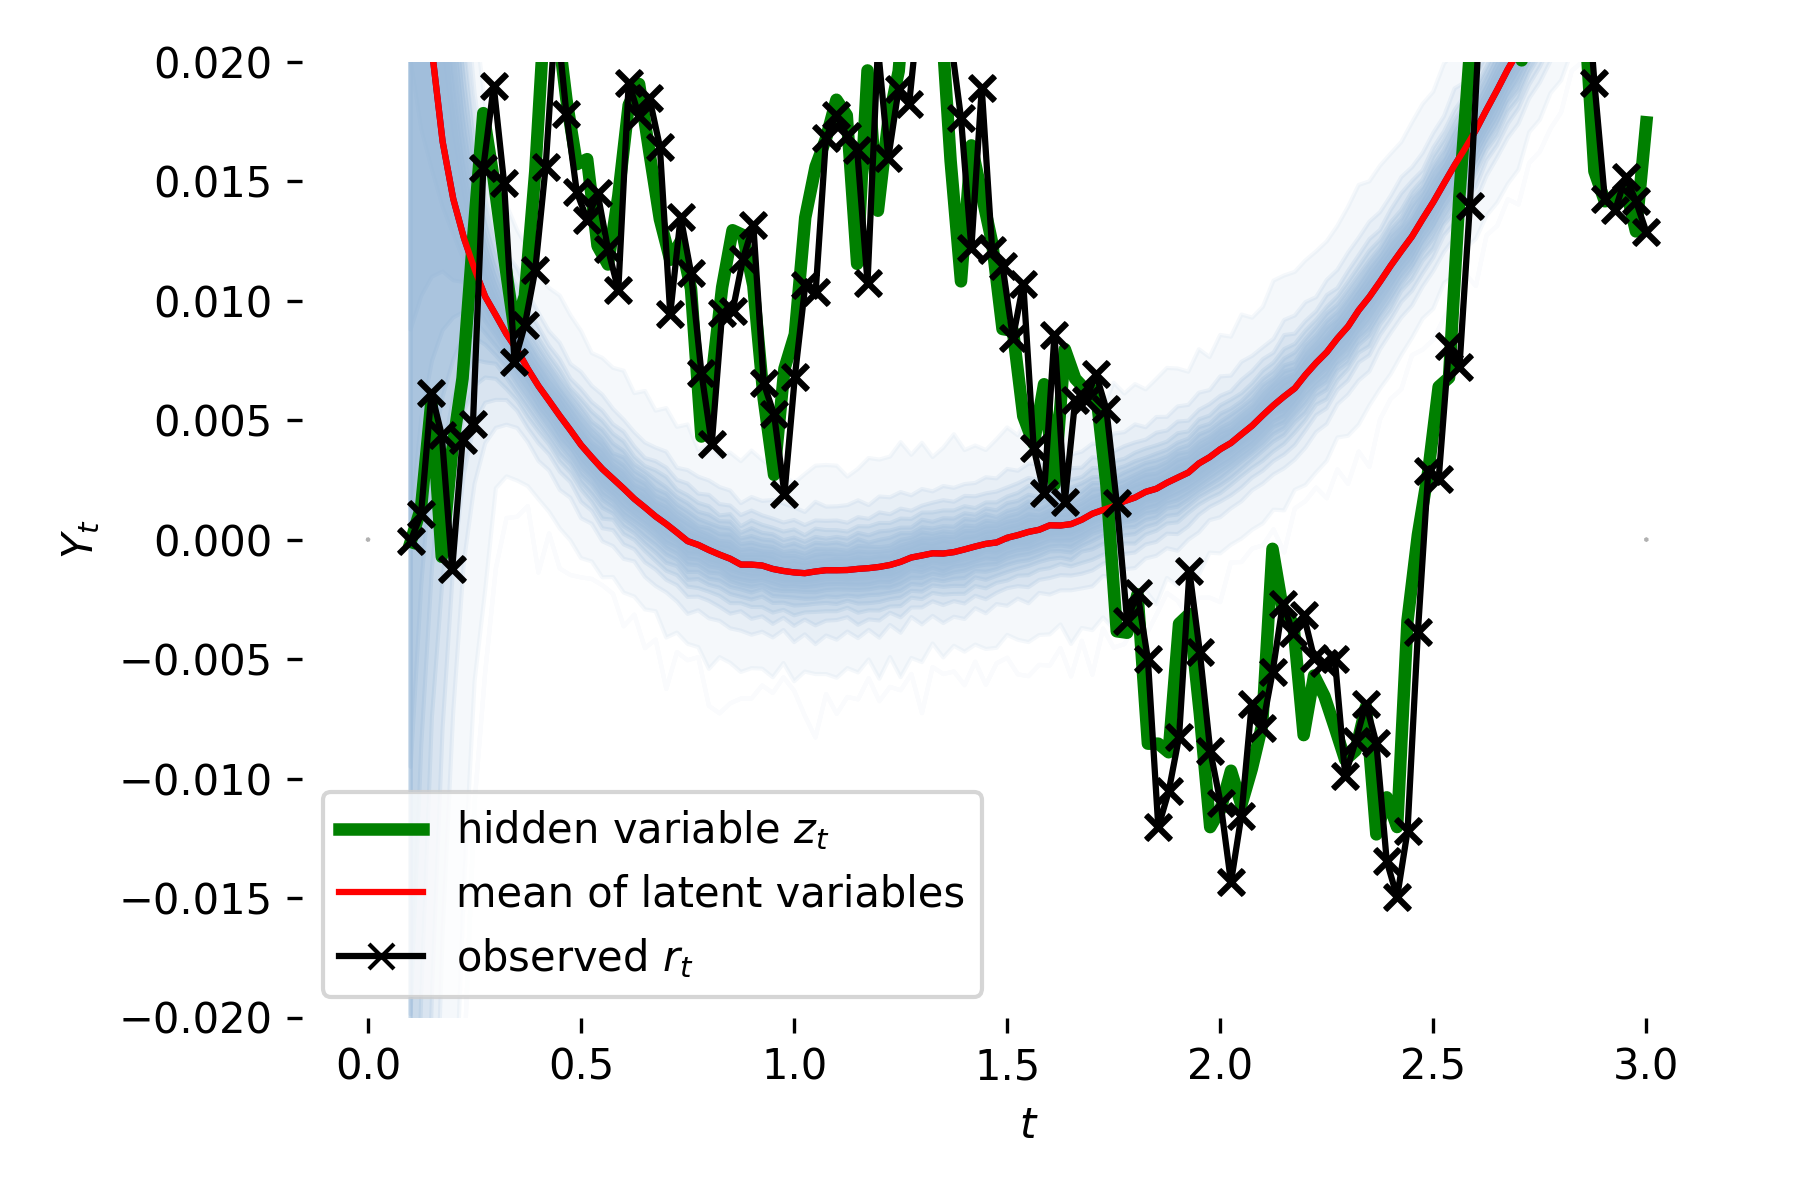 0.020
0.015
0.010
0.005
0.000
−0.005
−0.010
−0.015
−0.020
Y_t
hidden variable z_t
mean of latent variables
observed r_t
0.0 0.5 1.0 1.5 2.0 2.5 3.0
t